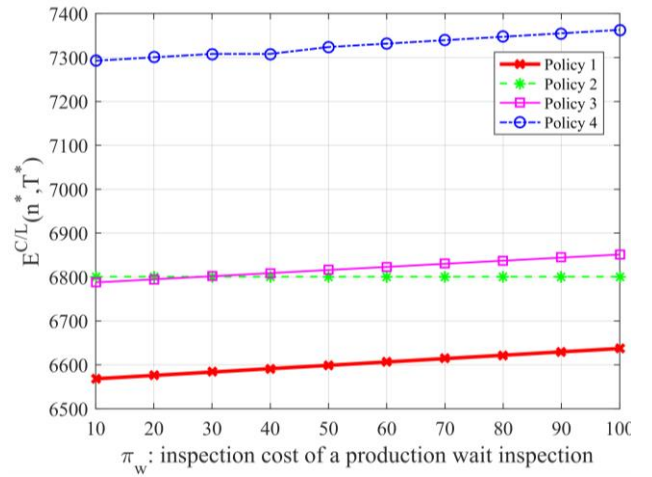 7400
7300
7200
7100
7000
6900
6800
6700
6600
6500
E^{C/L}(n*,T*)
Policy 1
Policy 2
Policy 3
Policy 4
10 20 30 40 50 60 70 80 90 100
π_w: inspection cost of a production wait inspection